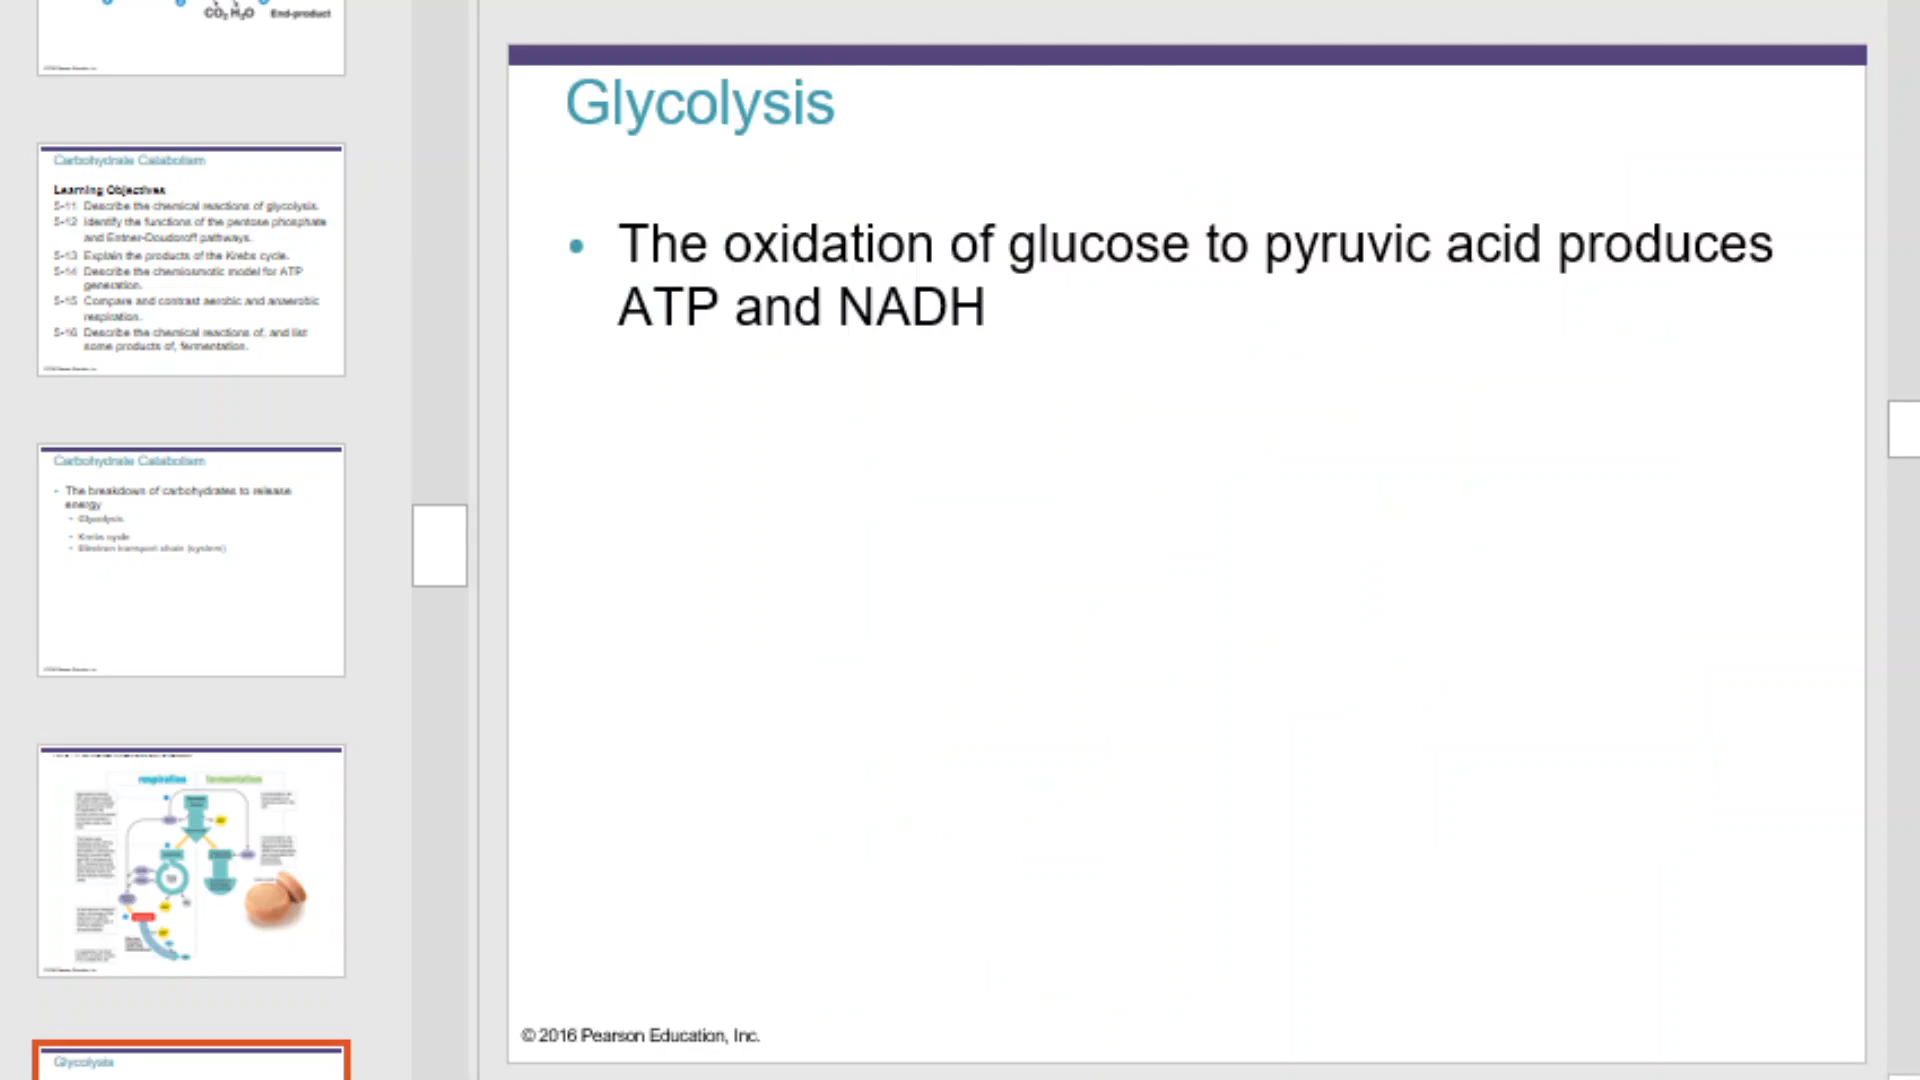 CO₂ H₂O End-product
Carbohydrate Catabolism
Learning Objectives
5-11 Describe the chemical reactions of glycolysis.
5-12 Identify the functions of the pentose phosphate
and Entner-Doudoroff pathways.
5-13 Explain the products of the Krebs cycle.
5-14 Describe the chemiosmotic model for ATP
generation.
5-15 Compare and contrast aerobic and anaerobic
respiration.
5-16 Describe the chemical reactions of, and list
some products of, fermentation.
Carbohydrate Catabolism
• The breakdown of carbohydrates to release
energy
• Glycolysis
• Krebs cycle
• Electron transport chain (system)
respiration fermentation
Glycolysis
Glycolysis
• The oxidation of glucose to pyruvic acid produces
ATP and NADH
© 2016 Pearson Education, Inc.